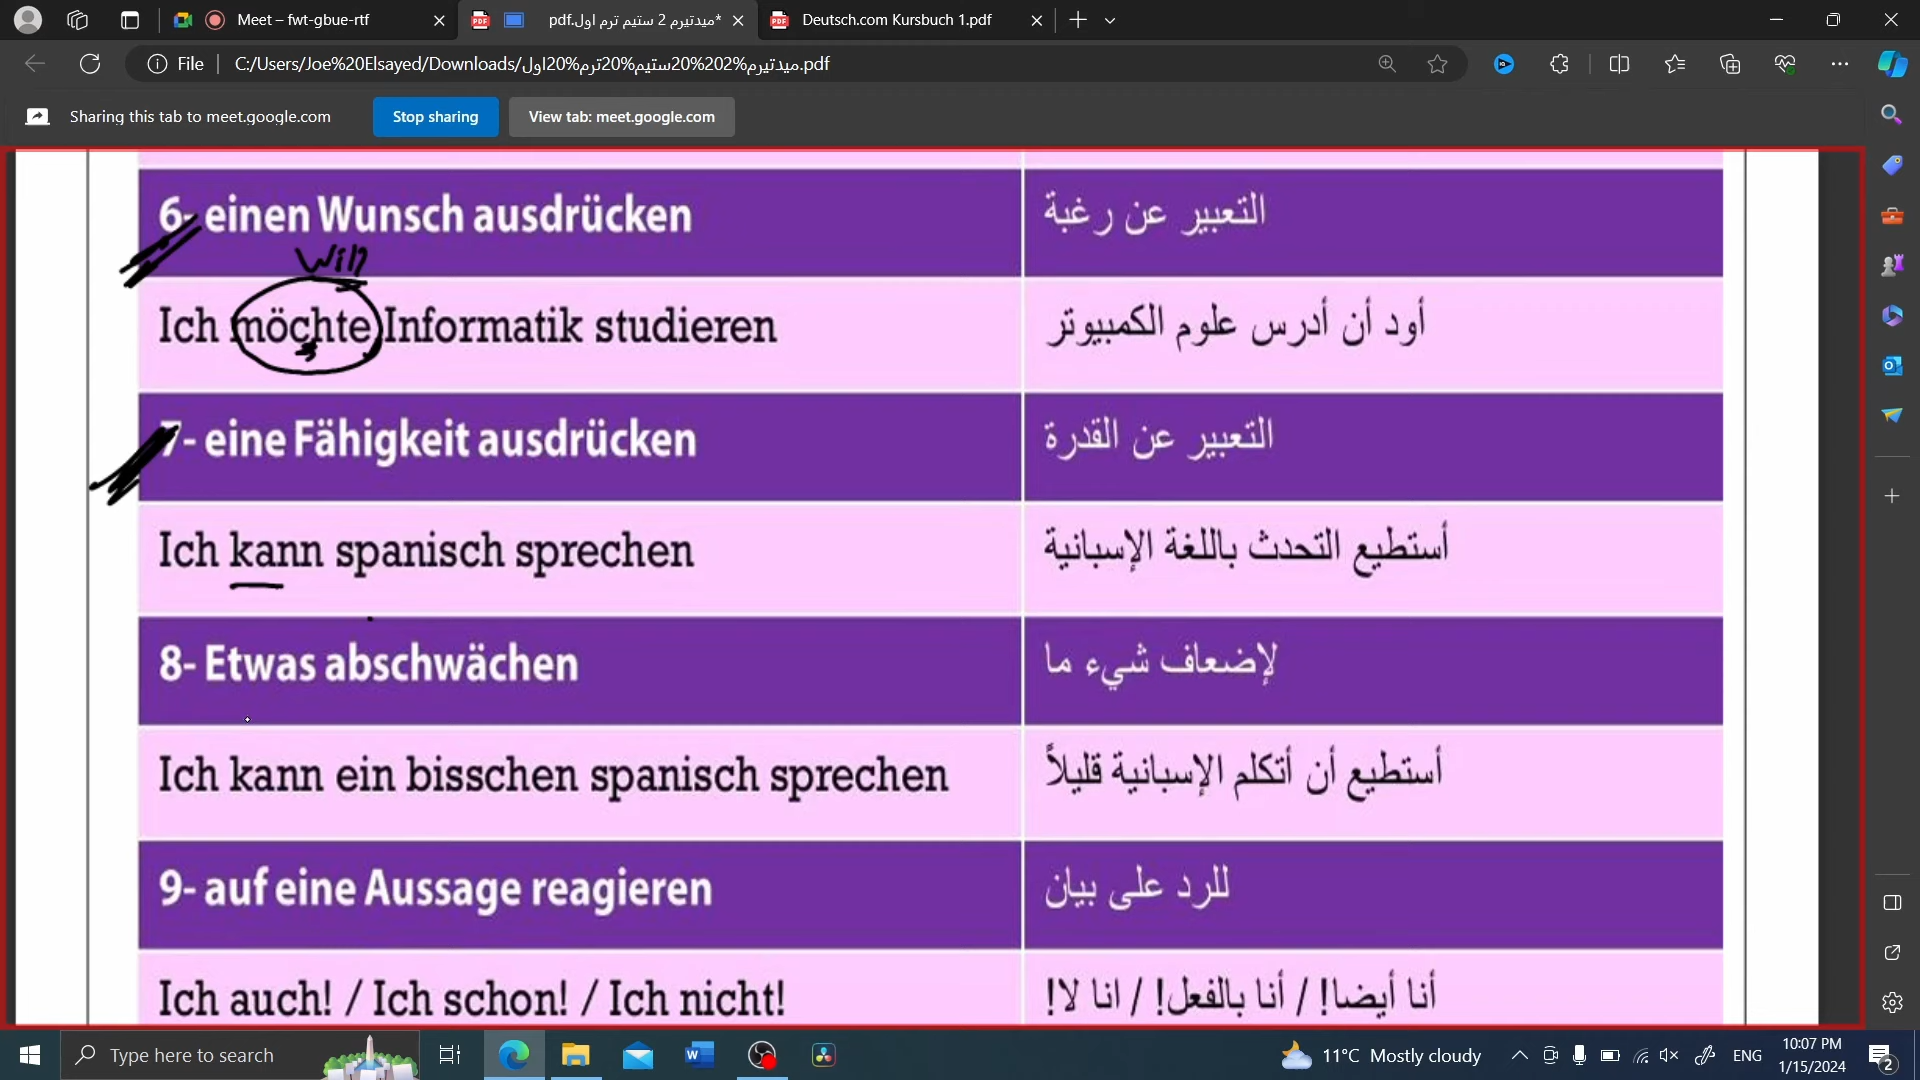 Meet – fwt-gbue-rtf
*ميدتيرم 2 ستيم ترم اول.pdf
Deutsch.com Kursbuch 1.pdf
File
C:/Users/Joe%20Elsayed/Downloads/ميدتيرم%202%20ستيم%20ترم%20اول.pdf
Sharing this tab to meet.google.com
Stop sharing
View tab: meet.google.com
6- einen Wunsch ausdrücken
التعبير عن رغبة
will
Ich möchte Informatik studieren
أود أن أدرس علوم الكمبيوتر
7- eine Fähigkeit ausdrücken
التعبير عن القدرة
Ich kann spanisch sprechen
أستطيع التحدث باللغة الإسبانية
8- Etwas abschwächen
لإضعاف شيء ما
Ich kann ein bisschen spanisch sprechen
أستطيع أن أتكلم الإسبانية قليلاً
9- auf eine Aussage reagieren
للرد على بيان
Ich auch! / Ich schon! / Ich nicht!
أنا أيضا! / أنا بالفعل! / انا لا!
Type here to search
11°C Mostly cloudy
ENG
10:07 PM
1/15/2024
2